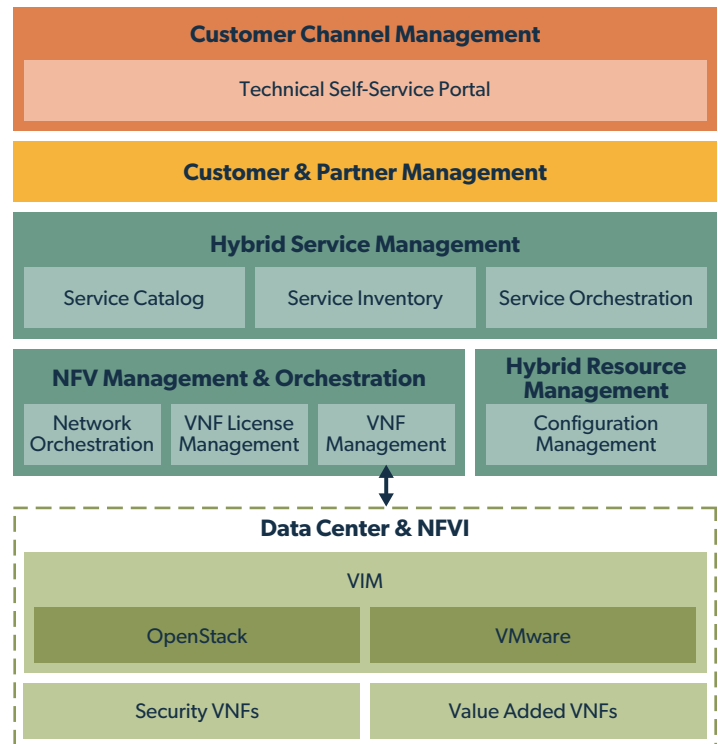 Customer Channel Management
Technical Self-Service Portal
Customer & Partner Management
Hybrid Service Management
Service Catalog
Service Inventory
Service Orchestration
NFV Management & Orchestration
Network
Orchestration
VNF License
Management
VNF
Management
Hybrid Resource
Management
Configuration
Management
Data Center & NFVI
VIM
OpenStack
VMware
Security VNFs
Value Added VNFs